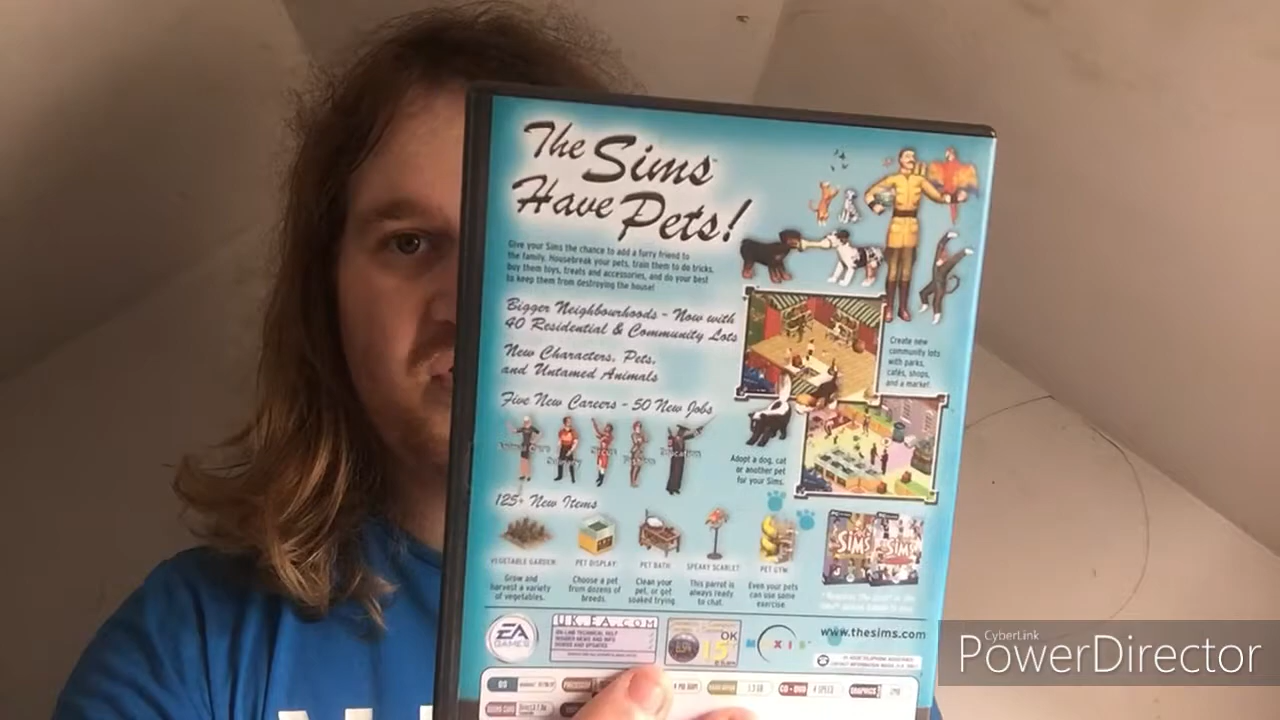 The Sims
Have Pets!
Give your Sims the chance to add a furry friend to
the family. Housebreak your pets, train them to do tricks,
buy them toys, treats and accessories, and do your best
to keep them from destroying the house!
Bigger Neighbourhoods - Now with
40 Residential & Community Lots
New Characters, Pets,
and Untamed Animals
Five New Careers - 50 New Jobs
125+ New Items
VEGETABLE GARDEN:
Grow and
harvest a variety
of vegetables.
PET DISPLAY:
Choose a pet
from dozens of
breeds.
PET BATH:
Clean your
pet, or get
soaked trying.
SPEAKY SCARLET:
This parrot is
always ready
to chat.
PET GYM:
Even your pets
can use some
exercise.
Create new
community lots
with parks,
cafés, shops,
and a market.
Adopt a dog, cat
or another pet
for your Sims.
SIMS
SIMS
EA
GAMES
UK.EA.COM
OK
15
MAXIS
www.thesims.com
CyberLink
PowerDirector